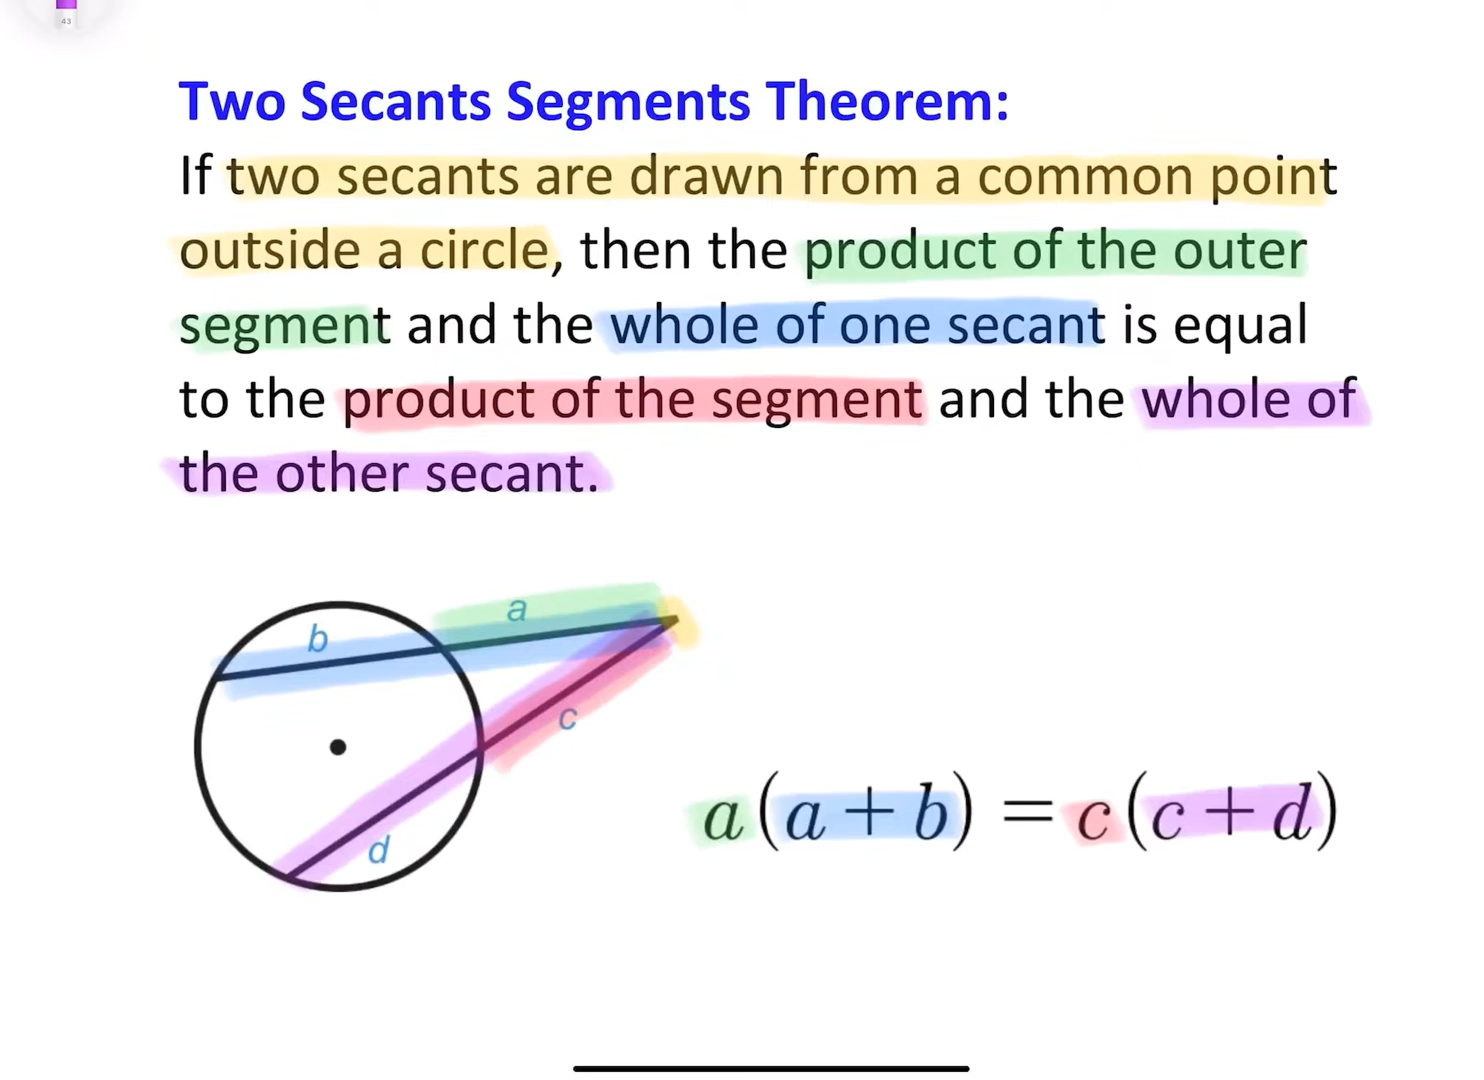 43
Two Secants Segments Theorem:
If two secants are drawn from a common point
outside a circle, then the product of the outer
segment and the whole of one secant is equal
to the product of the segment and the whole of
the other secant.
a
b
c
d
a(a + b) = c(c + d)